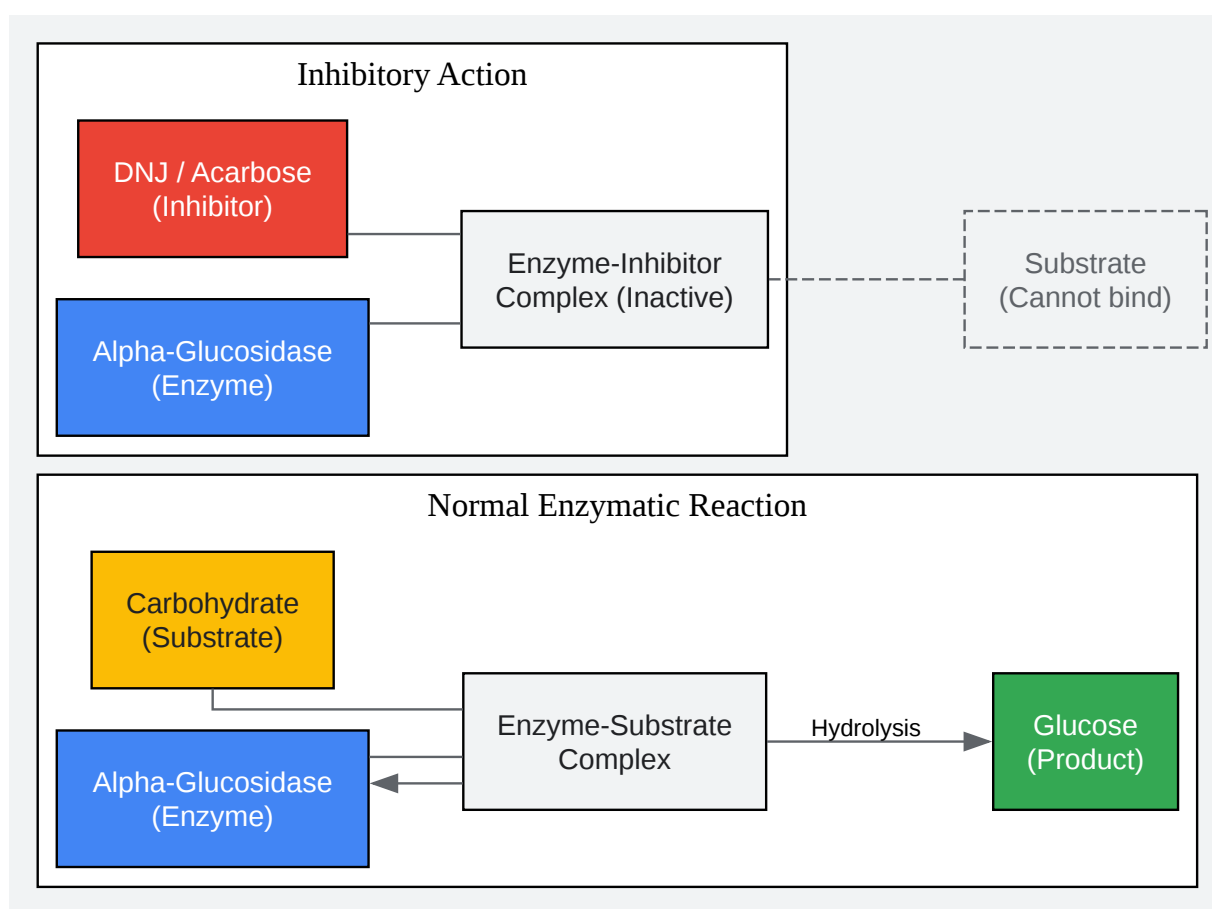 Inhibitory Action
DNJ / Acarbose
(Inhibitor)
Enzyme-Inhibitor
Complex (Inactive)
Substrate
(Cannot bind)
Alpha-Glucosidase
(Enzyme)
Normal Enzymatic Reaction
Carbohydrate
(Substrate)
Enzyme-Substrate
Complex
Hydrolysis
Glucose
(Product)
Alpha-Glucosidase
(Enzyme)